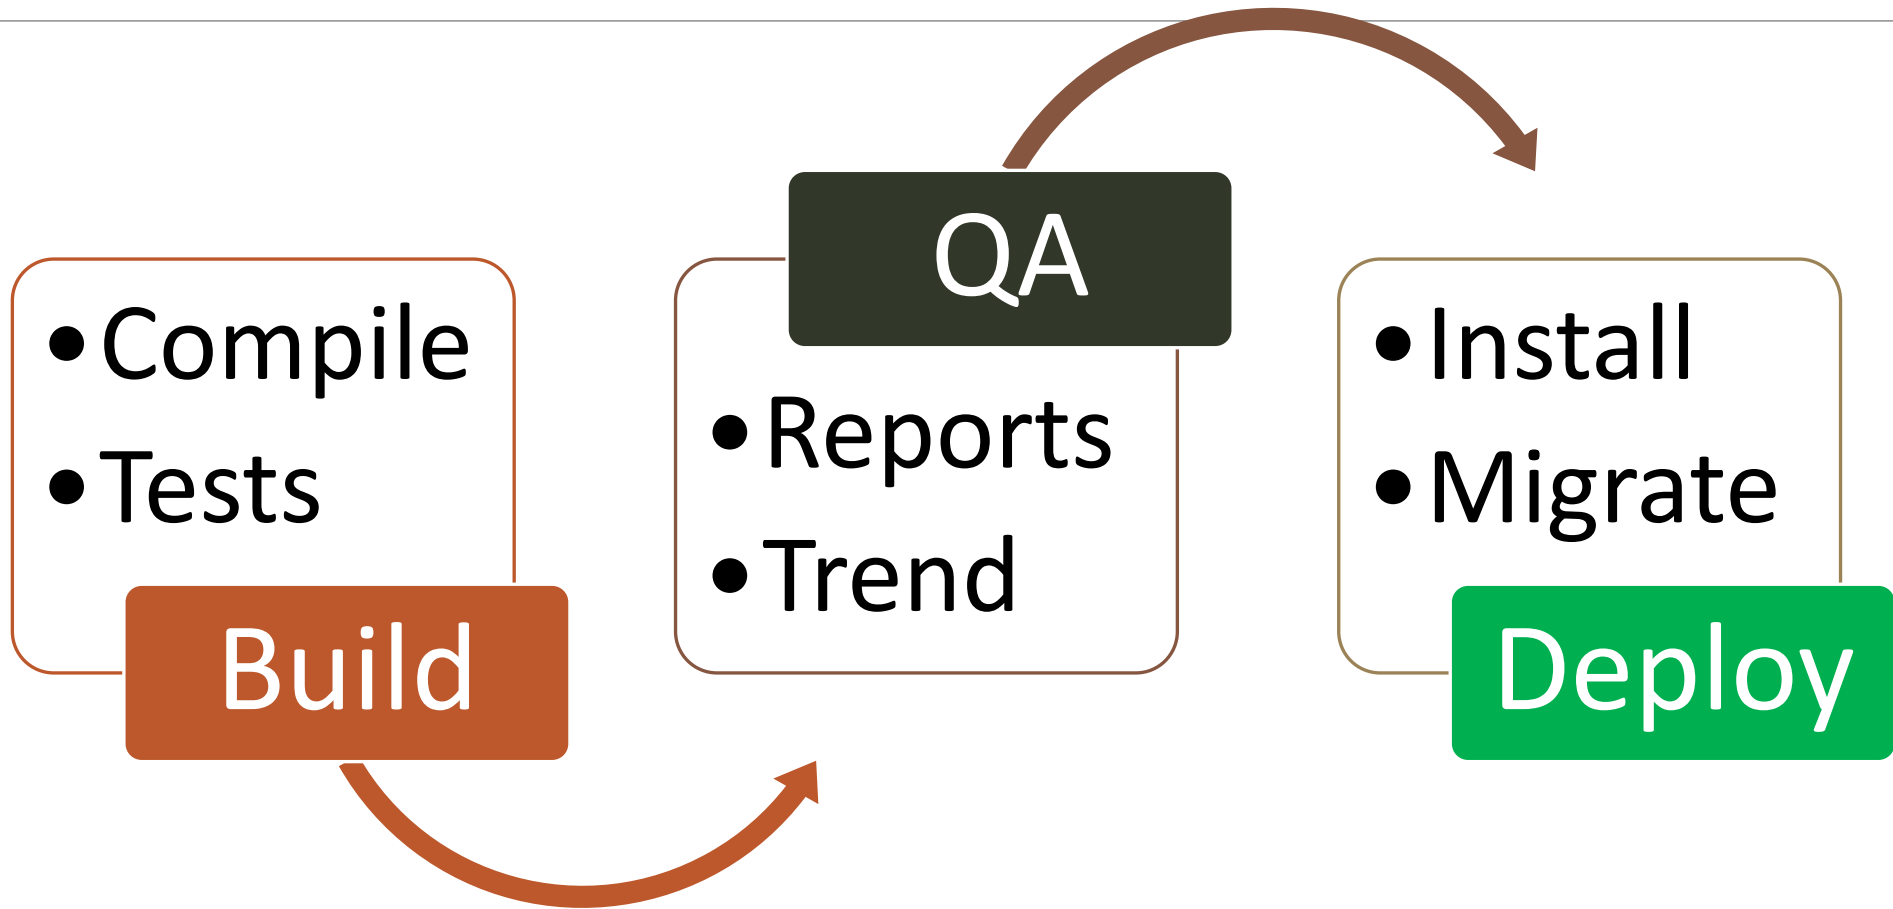 • Compile
• Tests
Build
QA
• Reports
• Trend
• Install
• Migrate
Deploy